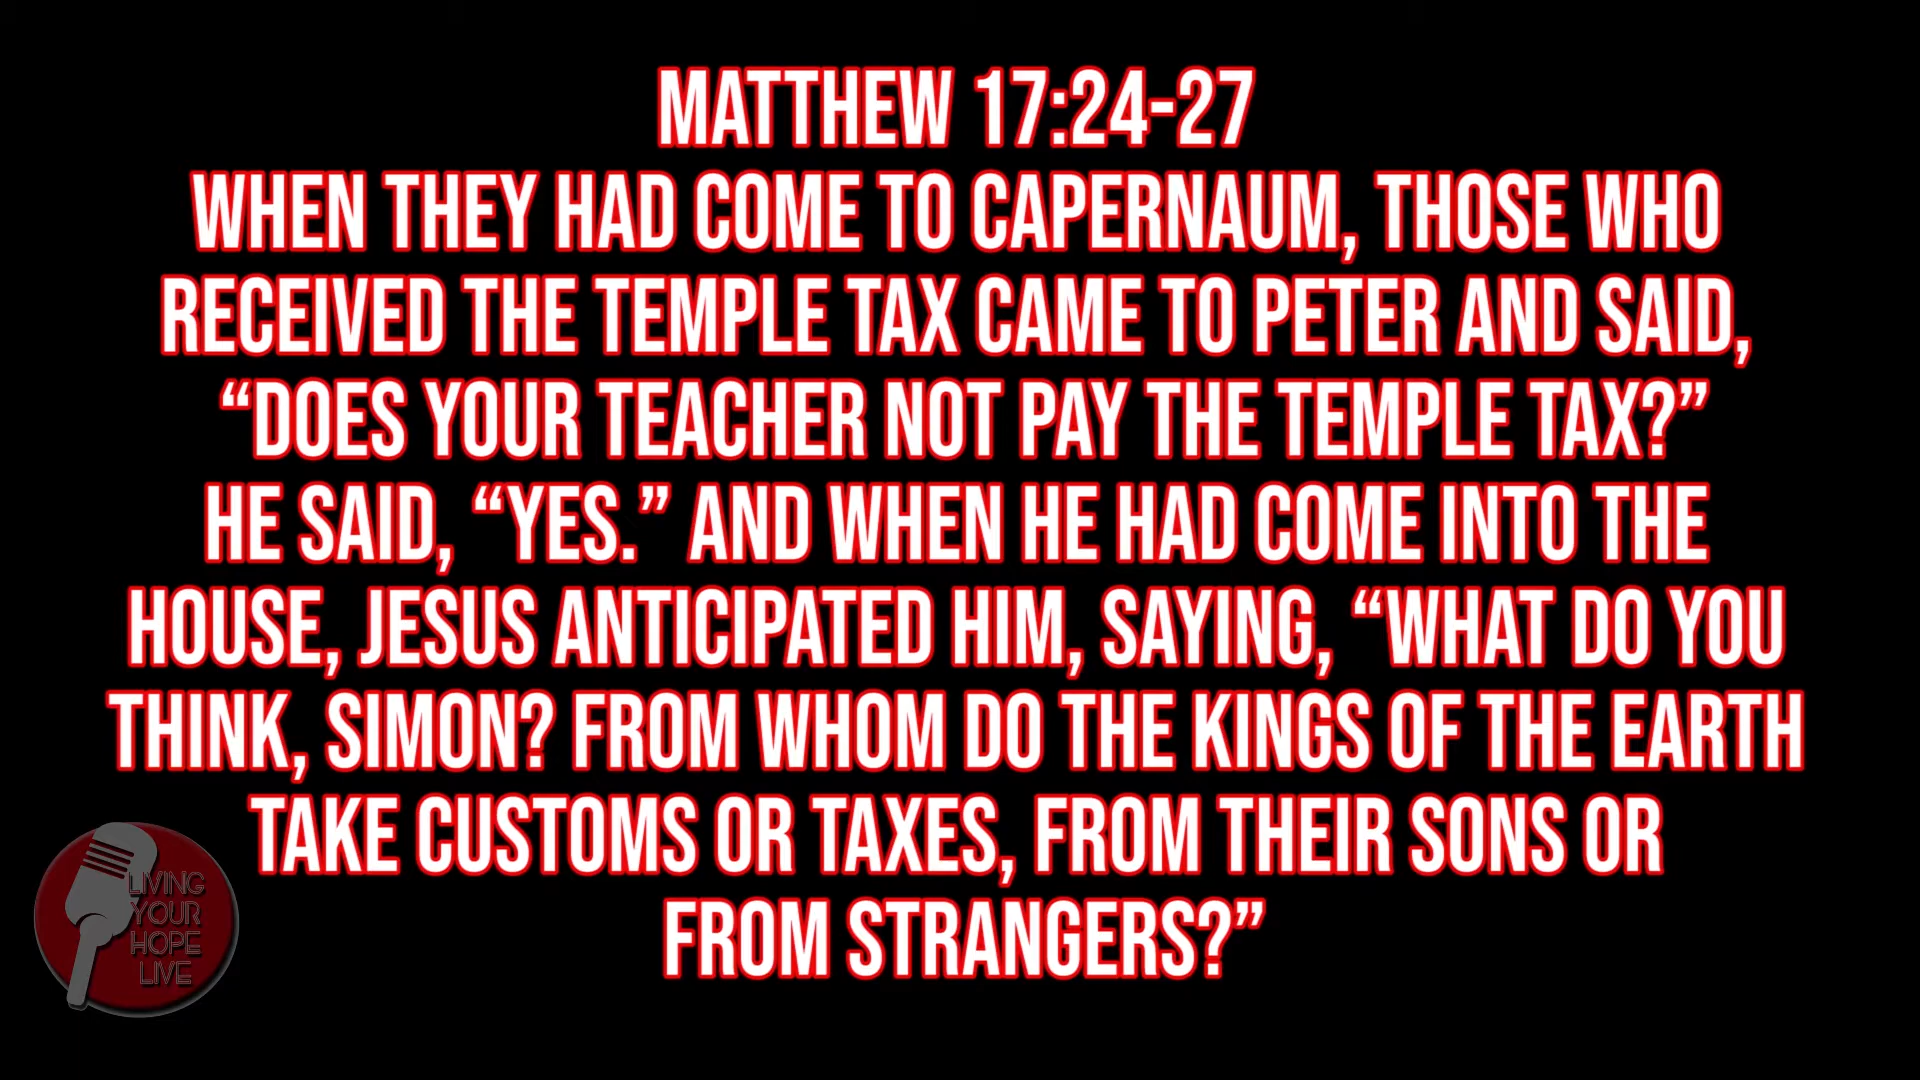 MATTHEW 17:24-27
WHEN THEY HAD COME TO CAPERNAUM, THOSE WHO
RECEIVED THE TEMPLE TAX CAME TO PETER AND SAID,
“DOES YOUR TEACHER NOT PAY THE TEMPLE TAX?”
HE SAID, “YES.” AND WHEN HE HAD COME INTO THE
HOUSE, JESUS ANTICIPATED HIM, SAYING, “WHAT DO YOU
THINK, SIMON? FROM WHOM DO THE KINGS OF THE EARTH
TAKE CUSTOMS OR TAXES, FROM THEIR SONS OR
FROM STRANGERS?”
LIVING
YOUR
HOPE
LIVE